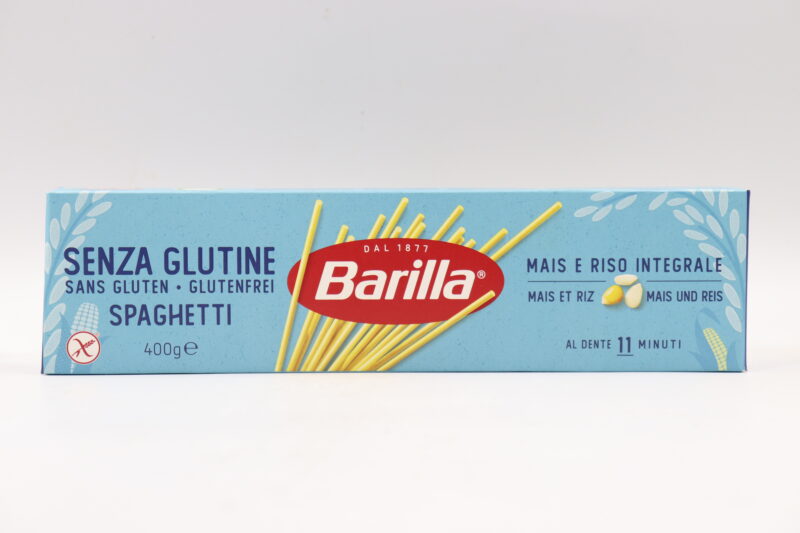 SENZA GLUTINE
SANS GLUTEN • GLUTENFREI
SPAGHETTI
400g℮
DAL 1877
Barilla®
MAIS E RISO INTEGRALE
MAIS ET RIZ
MAIS UND REIS
AL DENTE 11 MINUTI